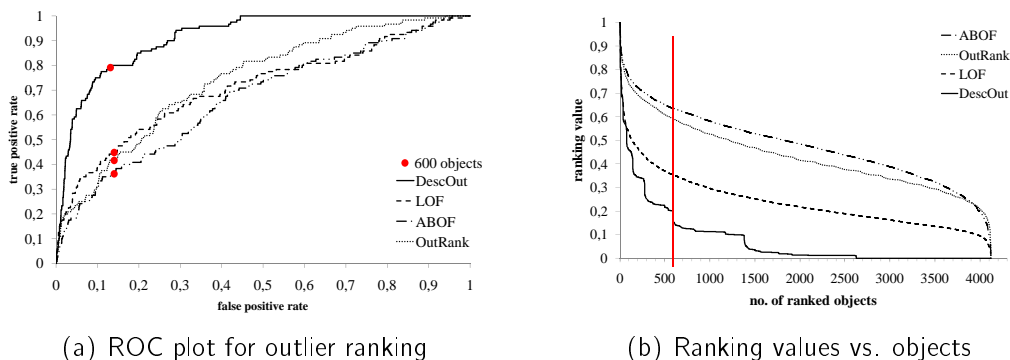 1
0,9
0,8
0,7
0,6
0,5
0,4
0,3
0,2
0,1
0
true positive rate
0 0,1 0,2 0,3 0,4 0,5 0,6 0,7 0,8 0,9 1
false positive rate
600 objects
DescOut
LOF
ABOF
OutRank
(a) ROC plot for outlier ranking
1
0,9
0,8
0,7
0,6
0,5
0,4
0,3
0,2
0,1
0
ranking value
0 500 1000 1500 2000 2500 3000 3500 4000
no. of ranked objects
ABOF
OutRank
LOF
DescOut
(b) Ranking values vs. objects